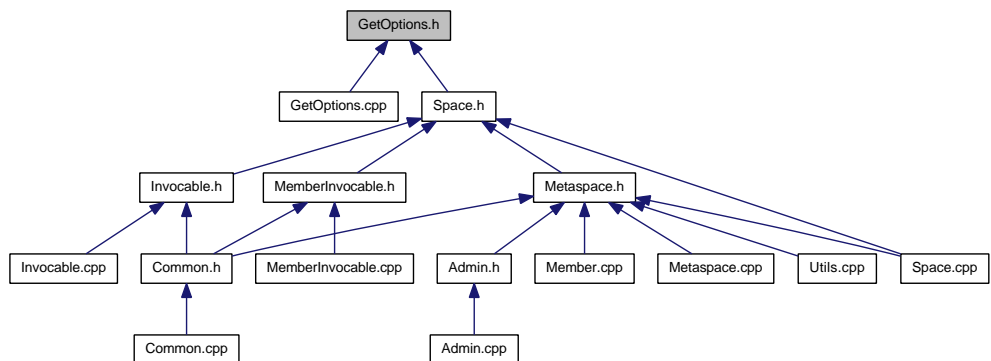 GetOptions.h
GetOptions.cpp
Space.h
Invocable.h
MemberInvocable.h
Metaspace.h
Invocable.cpp
Common.h
MemberInvocable.cpp
Admin.h
Member.cpp
Metaspace.cpp
Utils.cpp
Space.cpp
Common.cpp
Admin.cpp